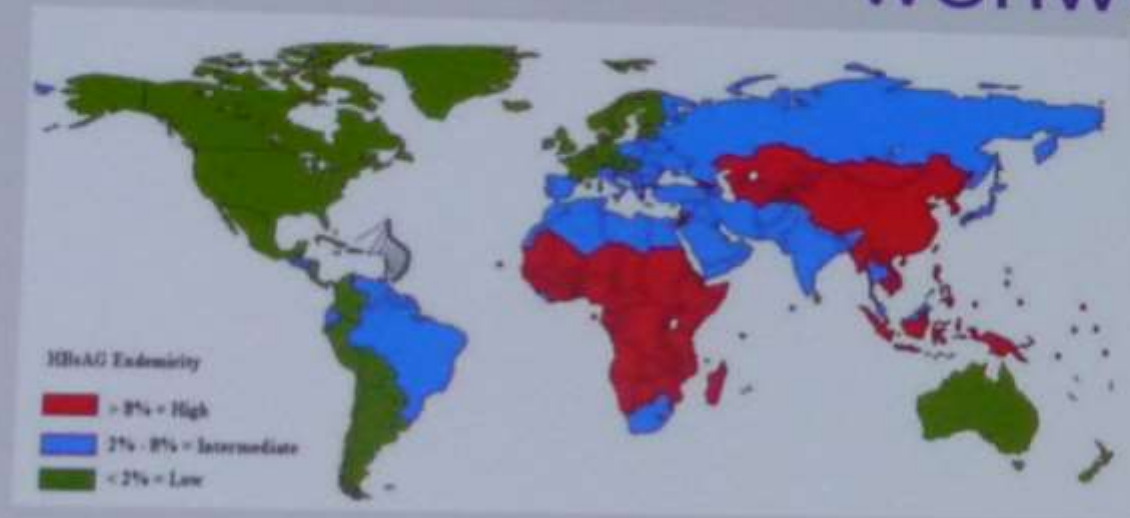 HBsAG Endemicity
> 8% = High
2% - 8% = Intermediate
< 2% = Low